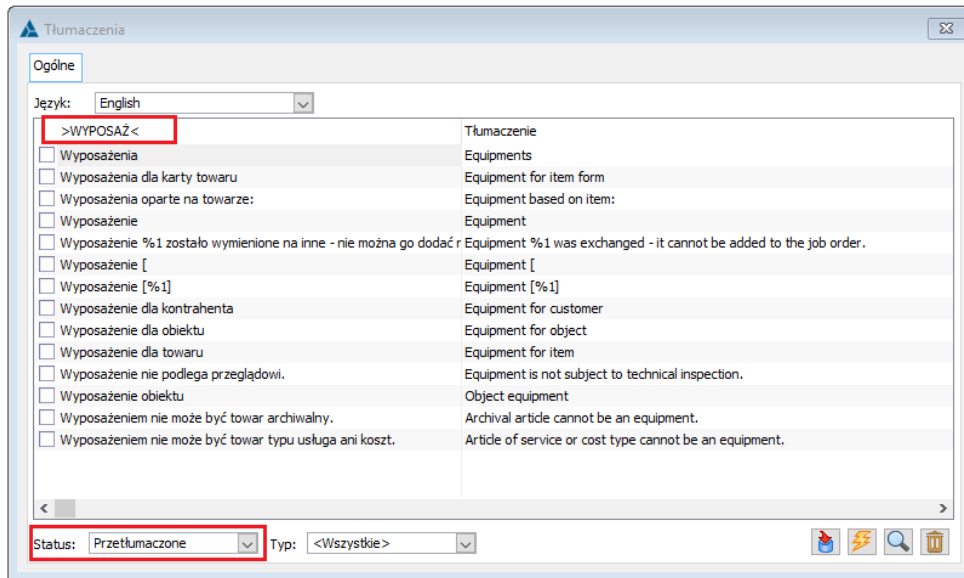 Tłumaczenia
Ogólne
Język: English
>WYPOSAŻ< Tłumaczenie
Wyposażenia Equipments
Wyposażenia dla karty towaru Equipment for item form
Wyposażenia oparte na towarze: Equipment based on item:
Wyposażenie Equipment
Wyposażenie %1 zostało wymienione na inne - nie można go dodać Equipment %1 was exchanged - it cannot be added to the job order.
Wyposażenie [ Equipment [
Wyposażenie [%1] Equipment [%1]
Wyposażenie dla kontrahenta Equipment for customer
Wyposażenie dla obiektu Equipment for object
Wyposażenie dla towaru Equipment for item
Wyposażenie nie podlega przeglądowi. Equipment is not subject to technical inspection.
Wyposażenie obiektu Object equipment
Wyposażeniem nie może być towar archiwalny. Archival article cannot be an equipment.
Wyposażeniem nie może być towar typu usługa ani koszt. Article of service or cost type cannot be an equipment.
Status: Przetłumaczone Typ: <Wszystkie>